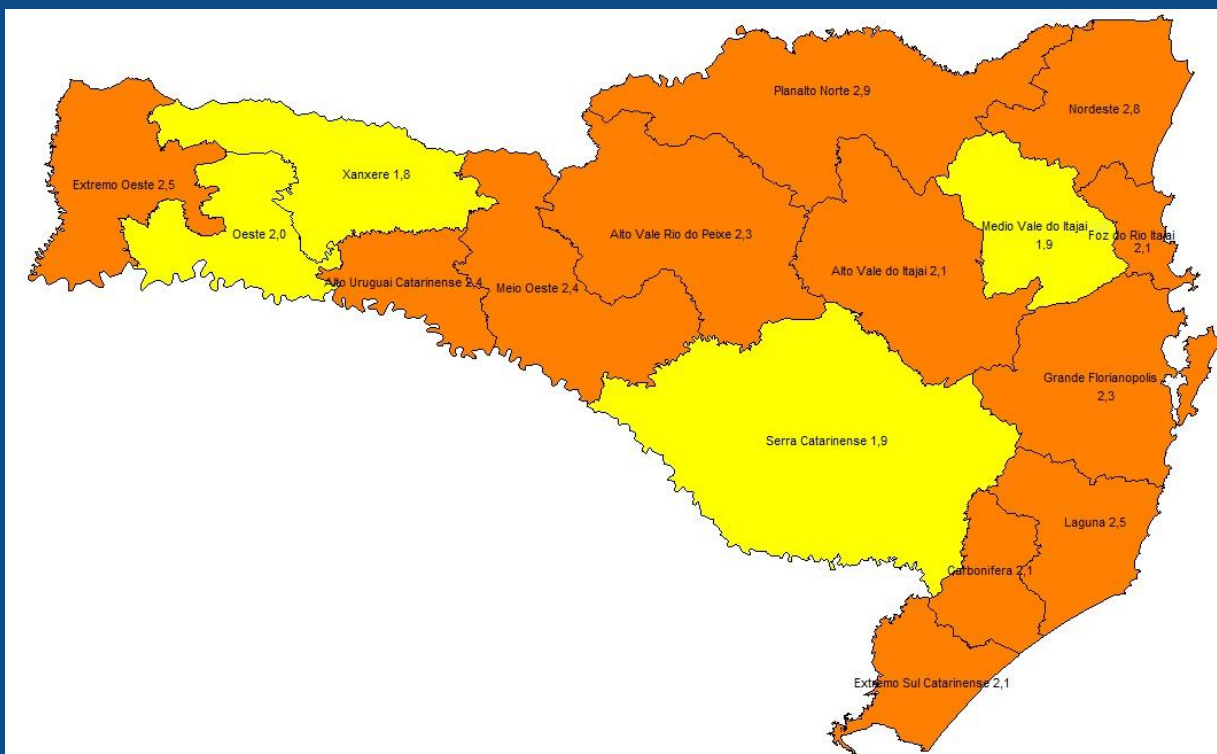 Planalto Norte 2,9
Nordeste 2,8
Xanxere 1,8
Extremo Oeste 2,5
Oeste 2,0
Alto Vale Rio do Peixe 2,3
Medio Vale do Itajai
1,9
Foz do Rio Itajai
2,1
Alto Vale do Itajai 2,1
Alto Uruguai Catarinense 2,4
Meio Oeste 2,4
Grande Florianopolis
2,3
Serra Catarinense 1,9
Laguna 2,5
Carbonifera 2,1
Extremo Sul Catarinense 2,1